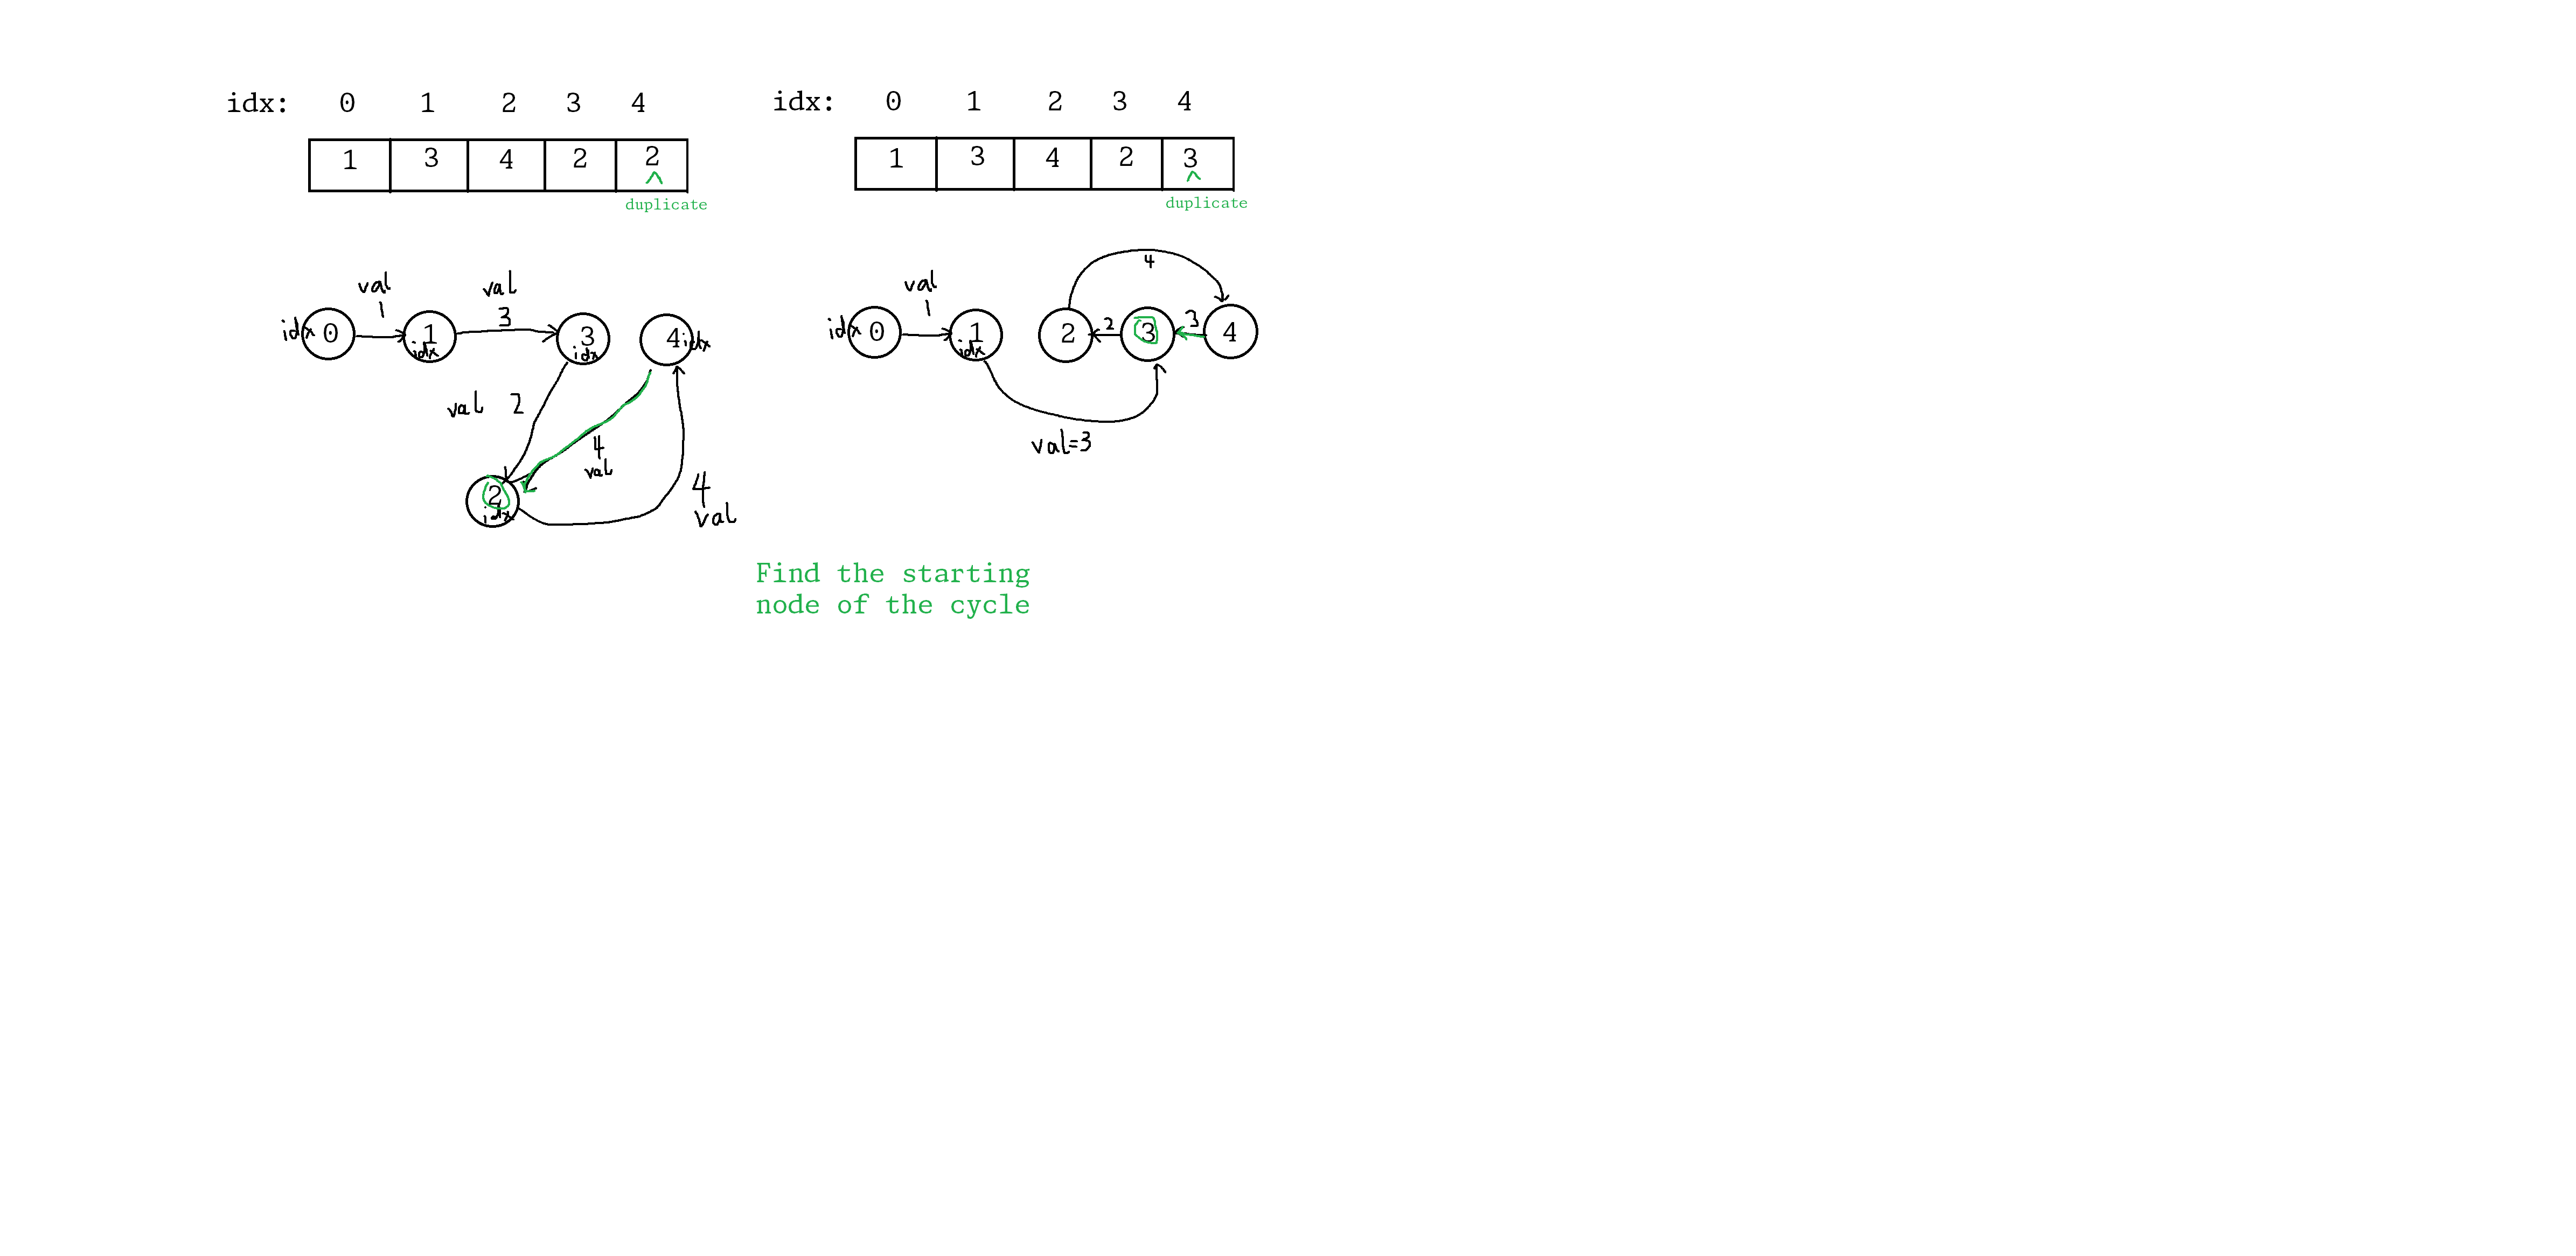 idx: 0 1 2 3 4
1 3 4 2 2
^
duplicate
val
1
val
3
idx 0
1
idx
3
idx
4 idx
val 2
4
val
2
idx
4
val
idx: 0 1 2 3 4
1 3 4 2 3
^
duplicate
val
1
4
idx 0
1
idx
2
2
3
3
4
val=3
Find the starting
node of the cycle